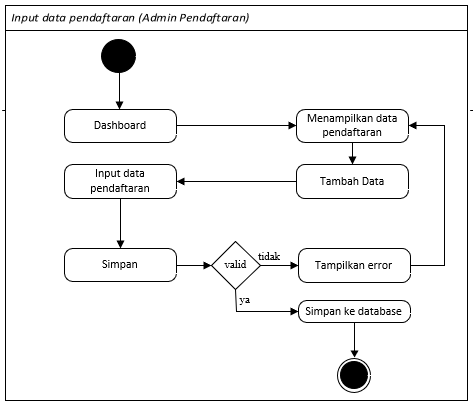 Input data pendaftaran (Admin Pendaftaran)
Dashboard
Menampilkan data
pendaftaran
Input data
pendaftaran
Tambah Data
Simpan
valid
tidak
Tampilkan error
ya
Simpan ke database